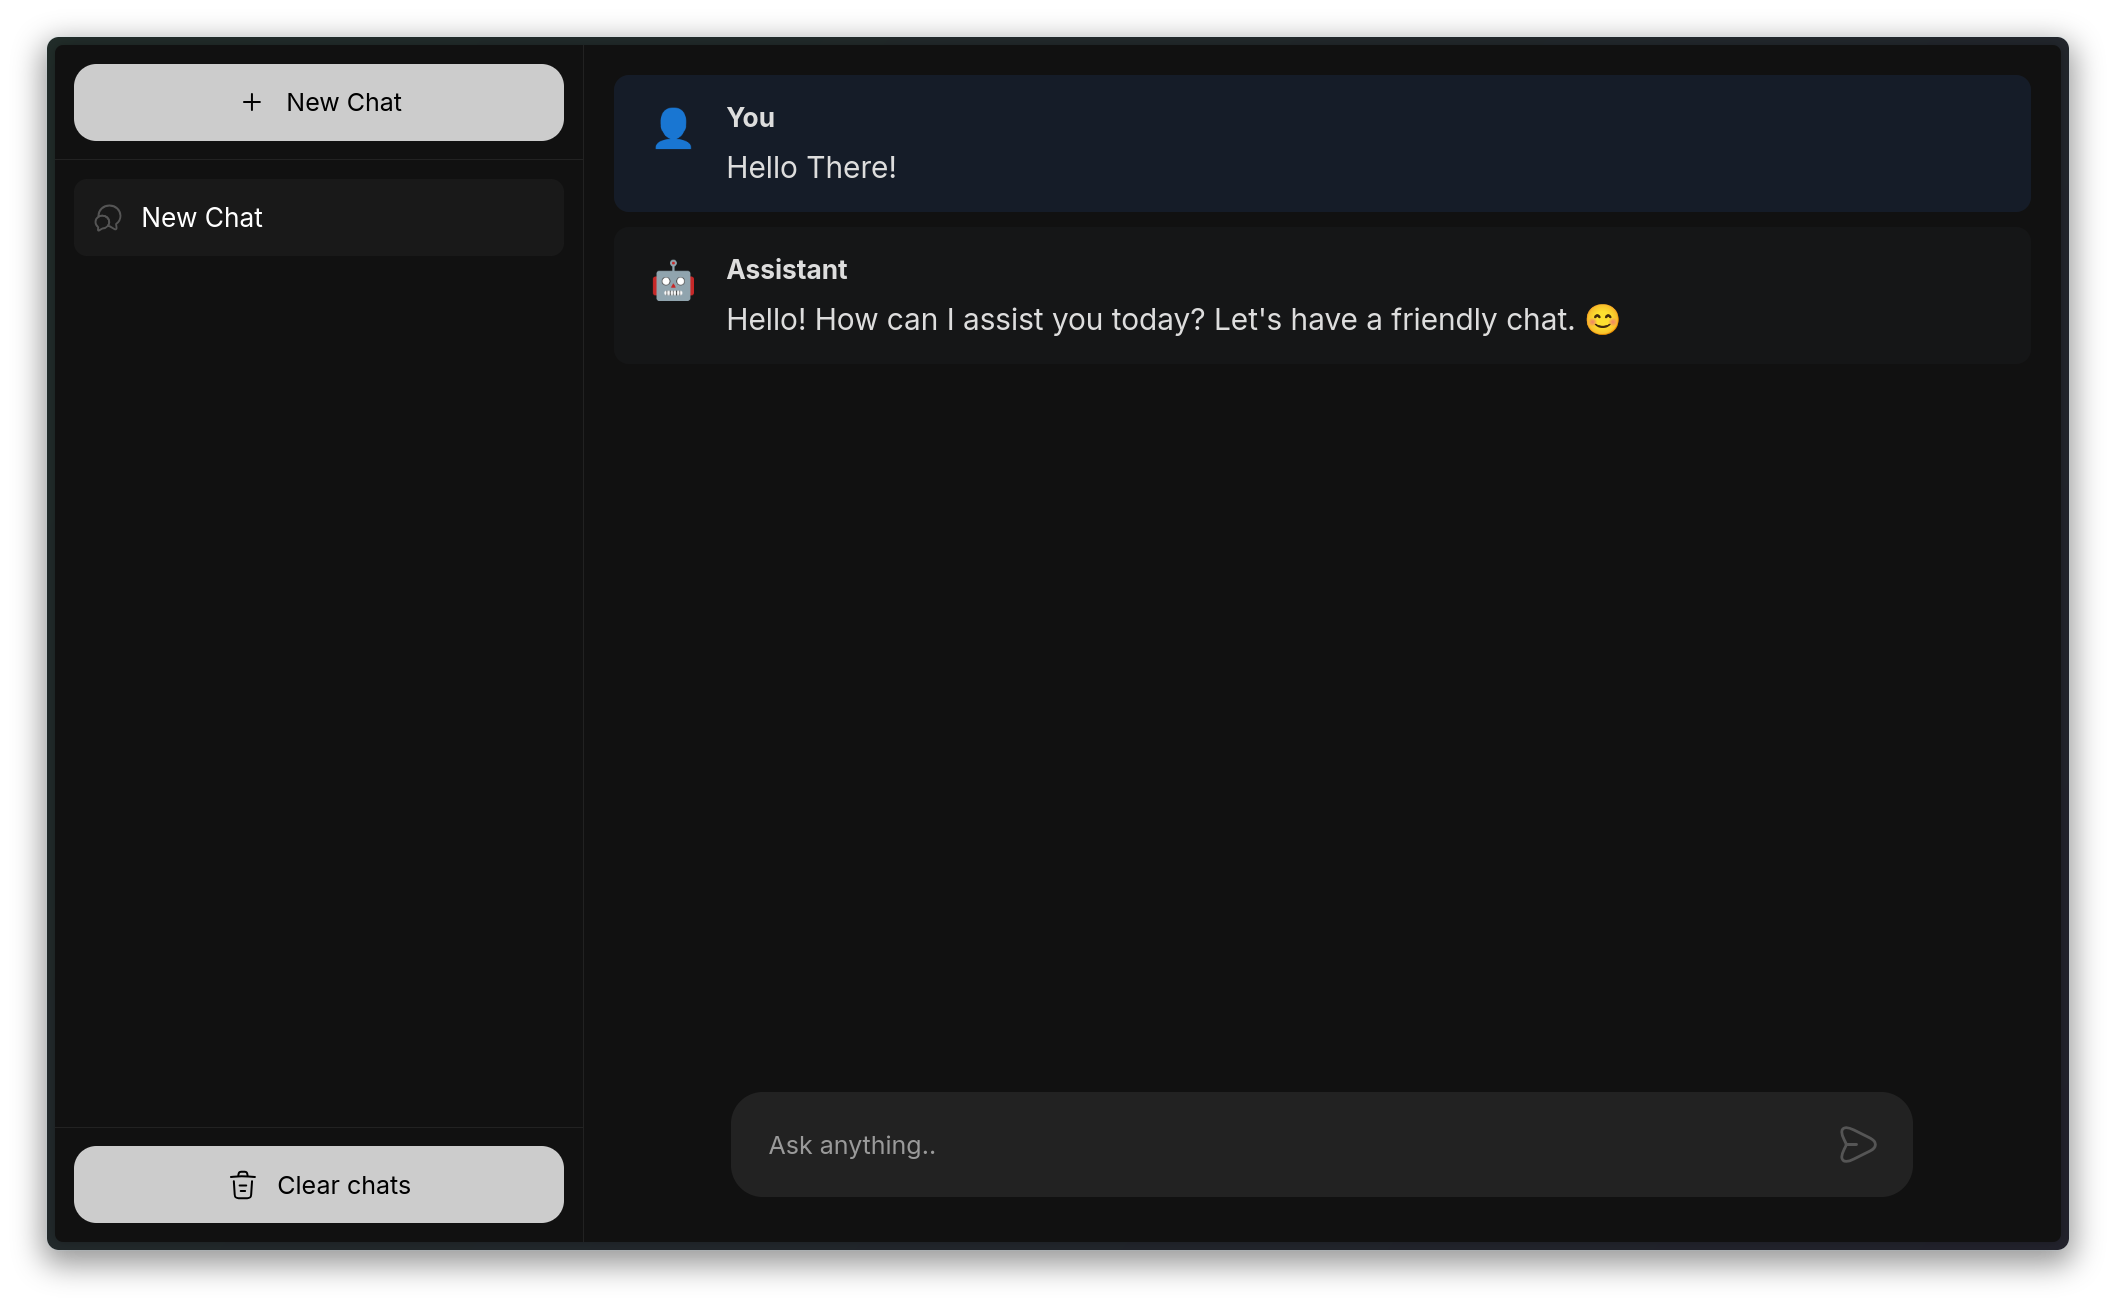 New Chat
New Chat
Clear chats
You
Hello There!
Assistant
Hello! How can I assist you today? Let's have a friendly chat. 😊
Ask anything..